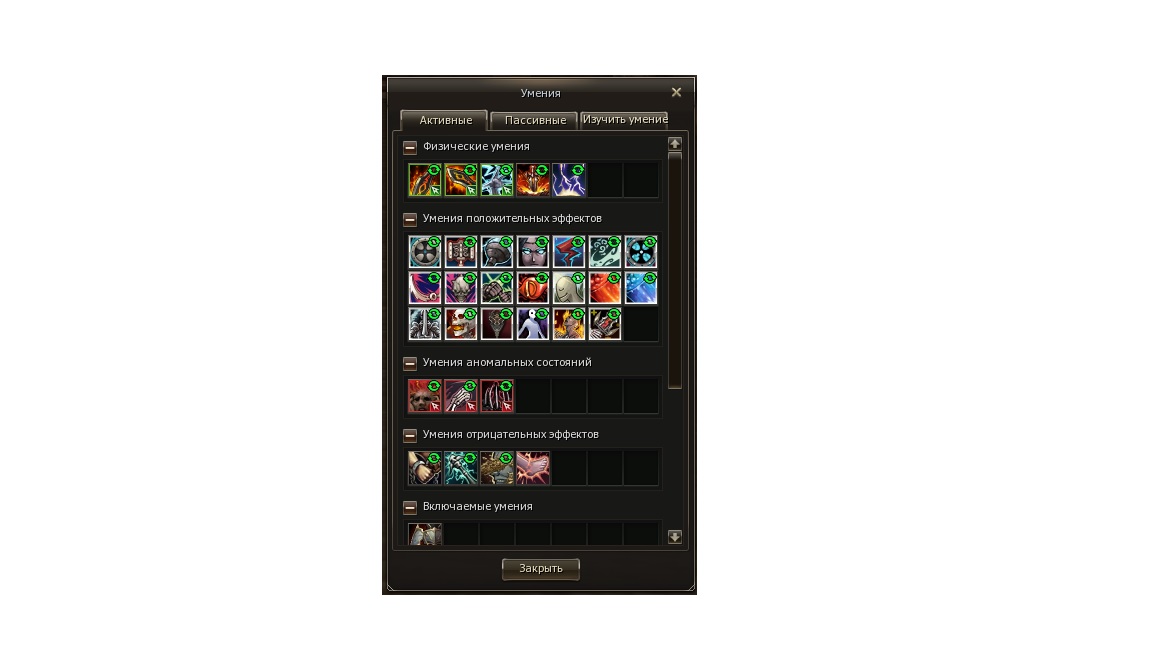 Умения
Активные
Пассивные
Изучить умение
Физические умения
Умения положительных эффектов
Умения аномальных состояний
Умения отрицательных эффектов
Включаемые умения
Закрыть